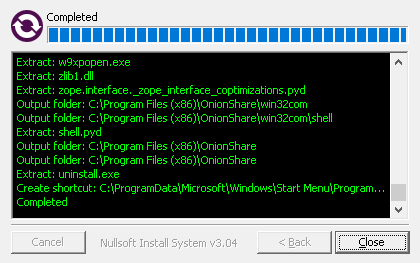 Completed
Extract: w9xpopen.exe
Extract: zlib1.dll
Extract: zope.interface._zope_interface_coptimizations.pyd
Output folder: C:\Program Files (x86)\OnionShare\win32com
Output folder: C:\Program Files (x86)\OnionShare\win32com\shell
Extract: shell.pyd
Output folder: C:\Program Files (x86)\OnionShare
Output folder: C:\Program Files (x86)\OnionShare
Extract: uninstall.exe
Create shortcut: C:\ProgramData\Microsoft\Windows\Start Menu\Program...
Completed
Cancel Nullsoft Install System v3.04 < Back Close